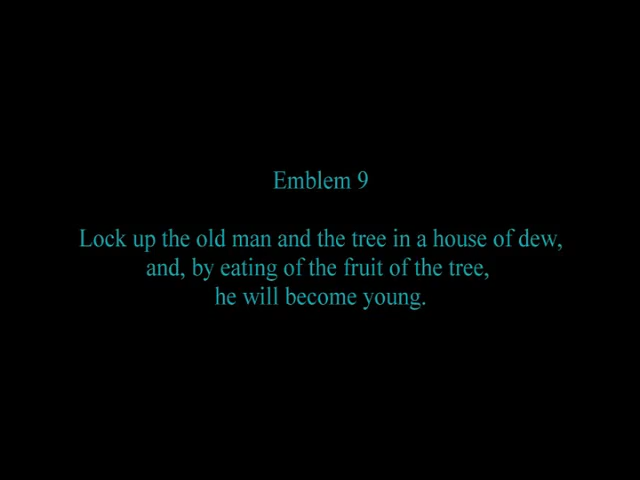 Emblem 9
Lock up the old man and the tree in a house of dew,
and, by eating of the fruit of the tree,
he will become young.